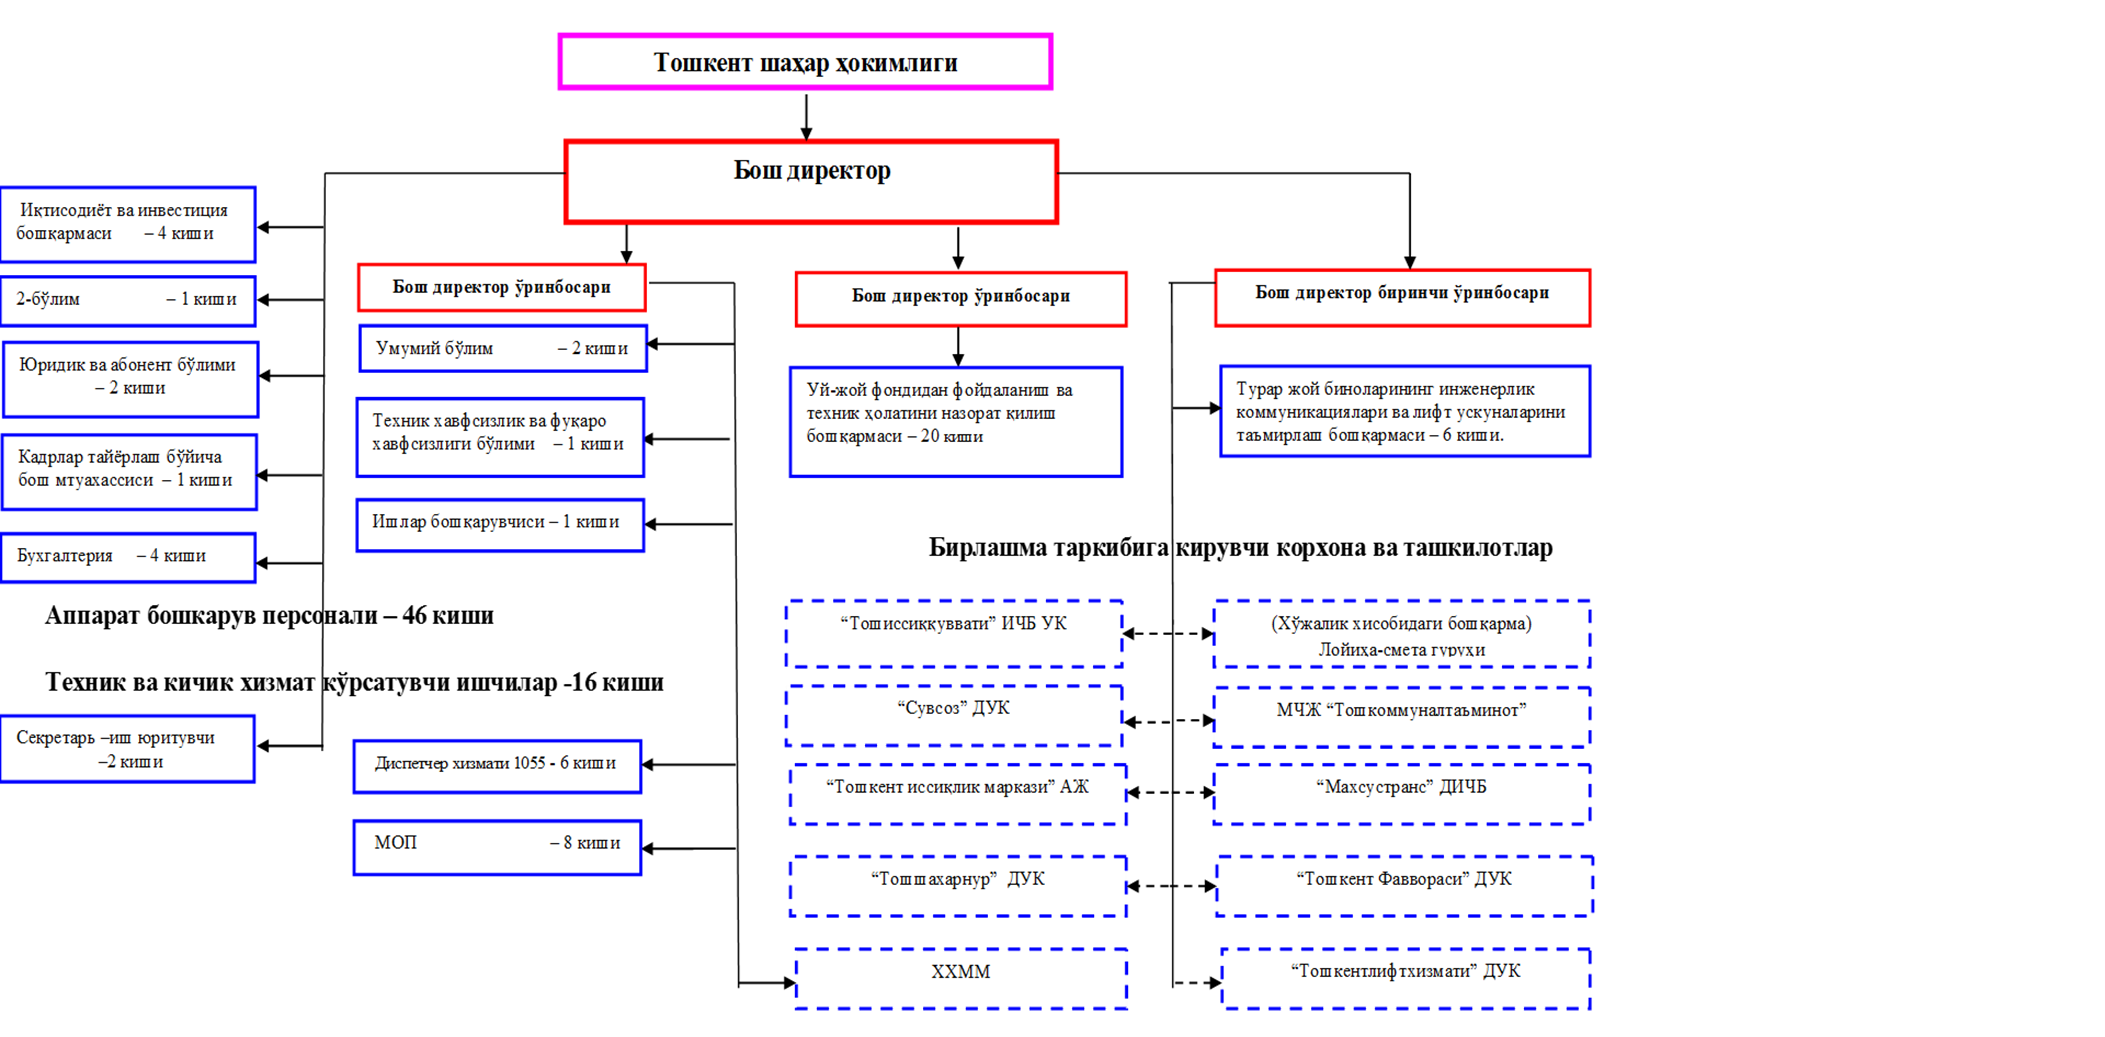 Тошкент шаҳар ҳокимлиги
Бош директор
Иқтисодиёт ва инвестиция
бошқармаси – 4 киши
2-бўлим – 1 киши
Юридик ва абонент бўлими
– 2 киши
Кадрлар тайёрлаш бўйича
бош мтуахассиси – 1 киши
Бухгалтерия – 4 киши
Бош директор ўринбосари
Умумий бўлим – 2 киши
Техник хавфсизлик ва фуқаро
хавфсизлиги бўлими – 1 киши
Ишлар бошқарувчиси – 1 киши
Бош директор ўринбосари
Уй-жой фондидан фойдаланиш ва
техник ҳолатини назорат қилиш
бошқармаси – 20 киши
Бош директор биринчи ўринбосари
Турар жой биноларининг инженерлик
коммуникациялари ва лифт ускуналарини
таъмирлаш бошқармаси – 6 киши.
Аппарат бошкарув персонали – 46 киши
Техник ва кичик хизмат кўрсатувчи ишчилар -16 киши
Секретарь –иш юритувчи
–2 киши
Диспетчер хизмати 1055 - 6 киши
МОП – 8 киши
Бирлашма таркибига кирувчи корхона ва ташкилотлар
“Тошиссиққуввати” ИЧБ УК
(Хўжалик хисобидаги бошқарма)
Лойиҳа-смета гуруҳи
“Сувсоз” ДУК
МЧЖ “Тошкоммуналтаъминот”
“Тошкент иссиқлик маркази” АЖ
“Махсустранс” ДИЧБ
“Тошшахарнур” ДУК
“Тошкент Фаввораси” ДУК
ХХММ
“Тошкентлифтхизмати” ДУК